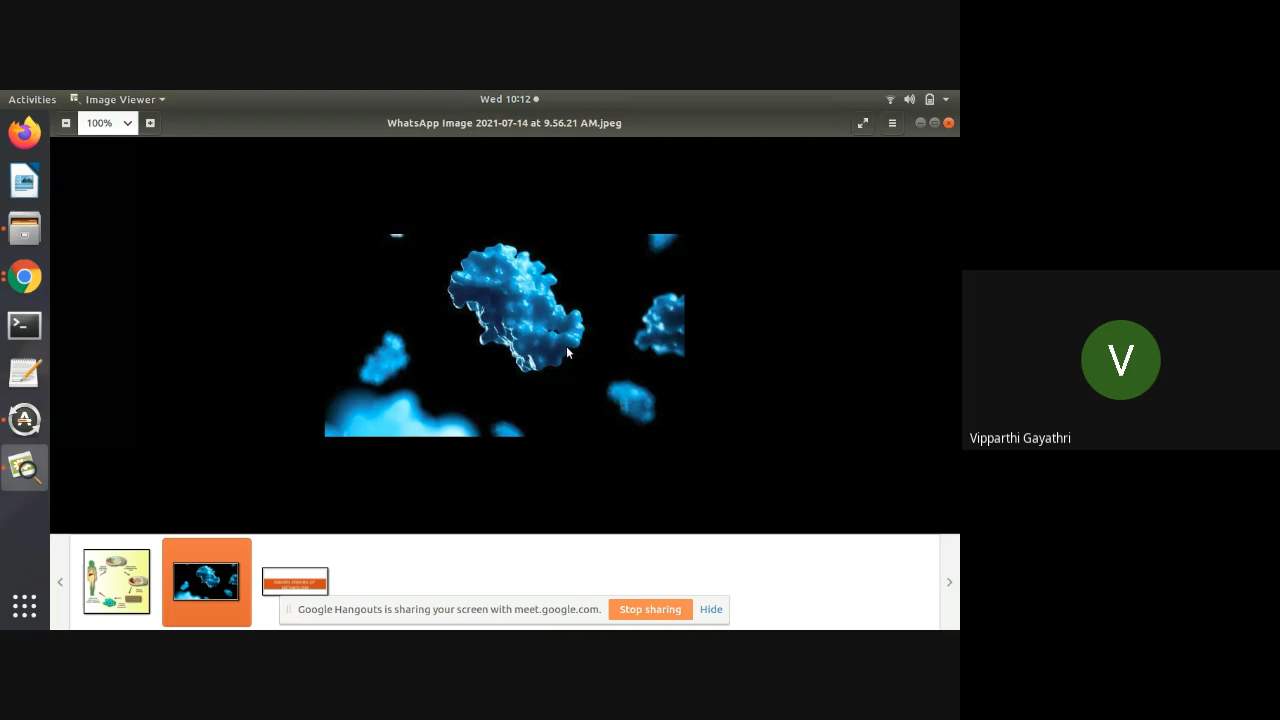 Activities
Image Viewer
Wed 10:12
100%
WhatsApp Image 2021-07-14 at 9.56.21 AM.jpeg
V
Vipparthi Gayathri
Google Hangouts is sharing your screen with meet.google.com.
Stop sharing
Hide